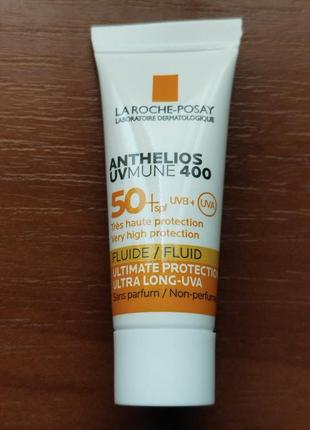 LA ROCHE-POSAY
LABORATOIRE DERMATOLOGIQUE
ANTHELIOS
UVMUNE 400
50+ spf UVB + UVA
Très haute protection
Very high protection
FLUIDE / FLUID
ULTIMATE PROTECTION
ULTRA LONG-UVA
Sans parfum / Non-perfum